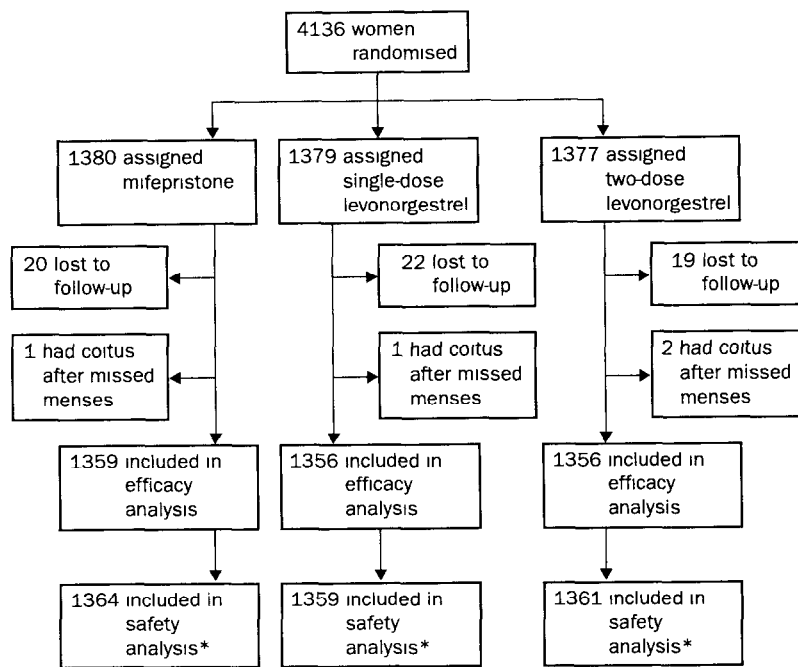 4136 women
randomised
1380 assigned
mifepristone
1379 assigned
single-dose
levonorgestrel
1377 assigned
two-dose
levonorgestrel
20 lost to
follow-up
22 lost to
follow-up
19 lost to
follow-up
1 had coitus
after missed
menses
1 had coitus
after missed
menses
2 had coitus
after missed
menses
1359 included in
efficacy
analysis
1356 included in
efficacy
analysis
1356 included in
efficacy
analysis
1364 included in
safety
analysis*
1359 included in
safety
analysis*
1361 included in
safety
analysis*